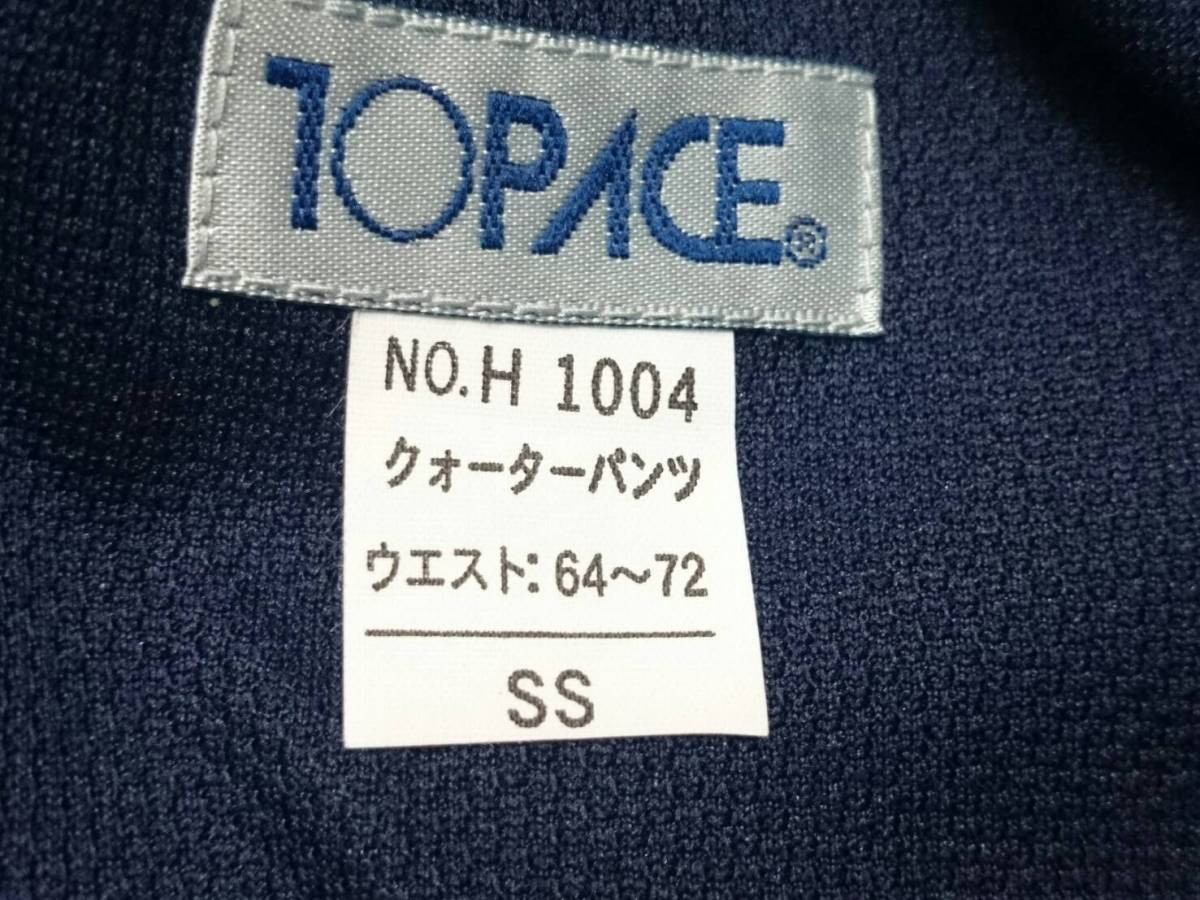 TOPACE®
NO.H 1004
クォーターパンツ
ウエスト:64~72
SS